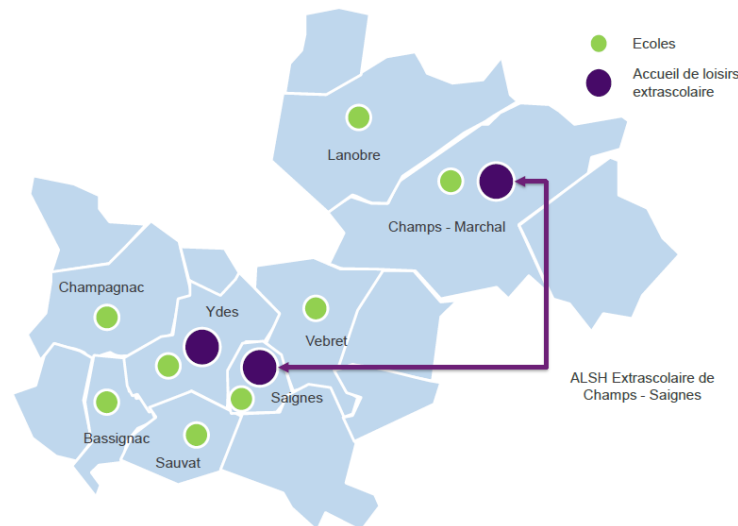 Ecoles
Accueil de loisirs
extrascolaire
Lanobre
Champs - Marchal
Champagnac
Ydes
Vebret
ALSH Extrascolaire de
Champs - Saignes
Saignes
Bassignac
Sauvat